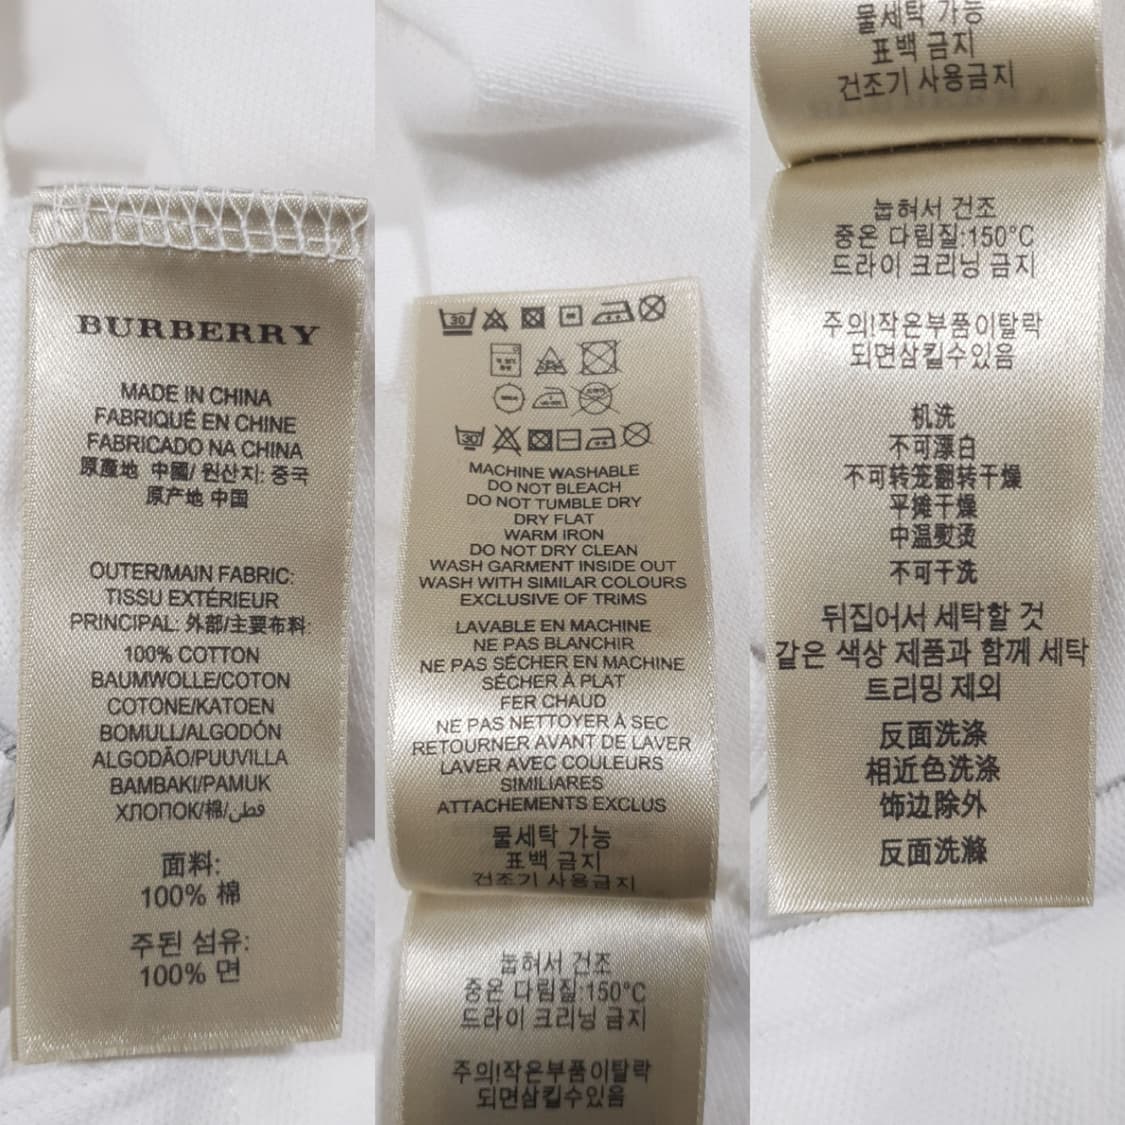 BURBERRY
MADE IN CHINA
FABRIQUÉ EN CHINE
FABRICADO NA CHINA
原產地 中國/ 원산지: 중국
原产地 中国
OUTER/MAIN FABRIC:
TISSU EXTÉRIEUR
PRINCIPAL: 外部/主要布料:
100% COTTON
BAUMWOLLE/COTON
COTONE/KATOEN
BOMULL/ALGODÓN
ALGODÃO/PUUVILLA
BAMBAKI/PAMUK
ХЛОПОК/棉/قطن
面料:
100% 棉
주된 섬유:
100% 면
30
30
MACHINE WASHABLE
DO NOT BLEACH
DO NOT TUMBLE DRY
DRY FLAT
WARM IRON
DO NOT DRY CLEAN
WASH GARMENT INSIDE OUT
WASH WITH SIMILAR COLOURS
EXCLUSIVE OF TRIMS
LAVABLE EN MACHINE
NE PAS BLANCHIR
NE PAS SÉCHER EN MACHINE
SÉCHER À PLAT
FER CHAUD
NE PAS NETTOYER À SEC
RETOURNER AVANT DE LAVER
LAVER AVEC COULEURS
SIMILIARES
ATTACHEMENTS EXCLUS
물세탁 가능
표백 금지
건조기 사용금지
눕혀서 건조
중온 다림질:150°C
드라이 크리닝 금지
주의!작은부품이탈락
되면삼킬수있음
물세탁 가능
표백 금지
건조기 사용금지
눕혀서 건조
중온 다림질:150°C
드라이 크리닝 금지
주의!작은부품이탈락
되면삼킬수있음
机洗
不可漂白
不可转笼翻转干燥
平摊干燥
中温熨烫
不可干洗
뒤집어서 세탁할 것
같은 색상 제품과 함께 세탁
트리밍 제외
反面洗涤
相近色洗涤
饰边除外
反面洗滌